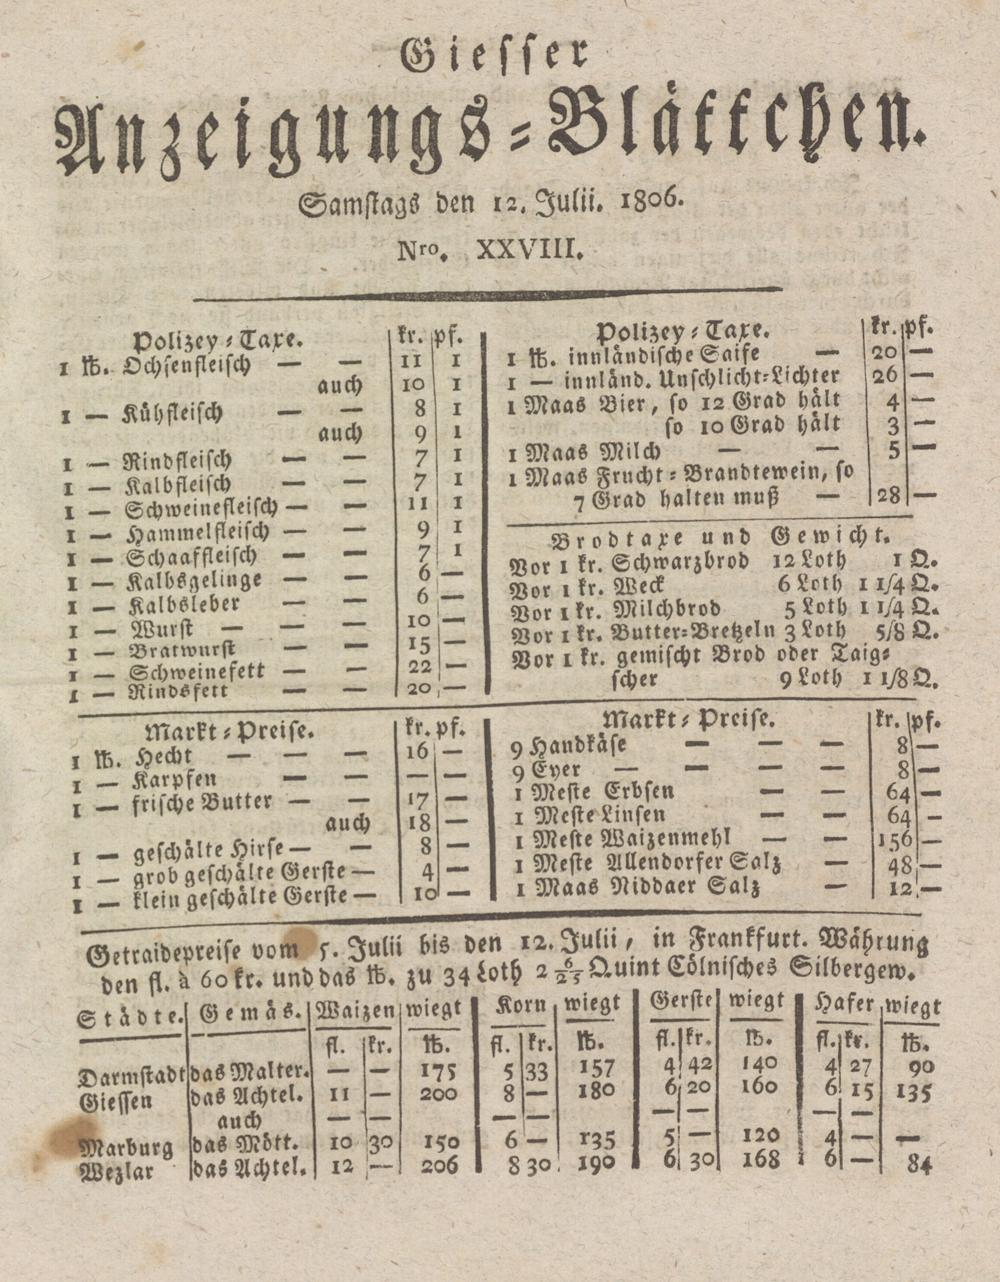 Giesser
Anzeigungs-Blättchen.
Samstags den 12. Julii. 1806.
Nro. XXVIII.
Polizey-Taxe. kr. pf.
1 ℔. Ochsenfleisch — — 11 1
auch 10 1
1 — Kühfleisch — — 8 1
auch 9 1
1 — Rindfleisch — — 7 1
1 — Kalbfleisch — — 7 1
1 — Schweinefleisch — — 11 1
1 — Hammelfleisch — — 9 1
1 — Schaaffleisch — — 7 1
1 — Kalbsgelinge — — 6 —
1 — Kalbsleber — — 6 —
1 — Wurst — — — 10 —
1 — Bratwurst — — 15 —
1 — Schweinefett — — 22 —
1 — Rindsfett — — 20 —
Polizey-Taxe. kr. pf.
1 ℔. innländische Saife — 20 —
1 — innländ. Unschlicht-Lichter 26 —
1 Maas Bier, so 12 Grad hält 4 —
so 10 Grad hält 3 —
1 Maas Milch — — 5 —
1 Maas Frucht-Brandtewein, so
7 Grad halten muß — 28 —
Brodtaxe und Gewicht.
Vor 1 kr. Schwarzbrod 12 Loth 1 Q.
Vor 1 kr. Weck 6 Loth 1 1/4 Q.
Vor 1 kr. Milchbrod 5 Loth 1 1/4 Q.
Vor 1 kr. Butter-Bretzeln 3 Loth 5/8 Q.
Vor 1 kr. gemischt Brod oder Taig-
scher 9 Loth 1 1/8 Q.
Markt-Preise. kr. pf.
1 ℔. Hecht — — — 16 —
1 — Karpfen — — — —
1 — frische Butter — — 17 —
auch 18 —
1 — geschälte Hirse — — 8 —
1 — grob geschälte Gerste — 4 —
1 — klein geschälte Gerste — 10 —
Markt-Preise. kr. pf.
9 Handkäse — — — 8 —
9 Eyer — — — — 8 —
1 Meste Erbsen — — 64 —
1 Meste Linsen — — 64 —
1 Meste Waizenmehl — — 156 —
1 Meste Allendorfer Salz — 48 —
1 Maas Niddaer Salz — 12 —
Getraidepreise vom 5. Julii bis den 12. Julii, in Frankfurt. Währung
den fl. à 60 kr. und das ℔. zu 34 Loth 2 6/25 Quint Cölnisches Silbergew.
Städte. Gemäs. Waizen wiegt Korn wiegt Gerste wiegt Hafer wiegt
fl. kr. ℔. fl. kr. ℔. fl. kr. ℔. fl. kr. ℔.
Darmstadt das Malter. — — 175 5 33 157 4 42 140 4 27 90
Giessen das Achtel. 11 — 200 8 — 180 6 20 160 6 15 135
auch — — — — — — — —
Marburg das Mött. 10 30 150 6 — 135 5 — 120 4 — —
Wezlar das Achtel. 12 — 206 8 30 190 6 30 168 6 — 84